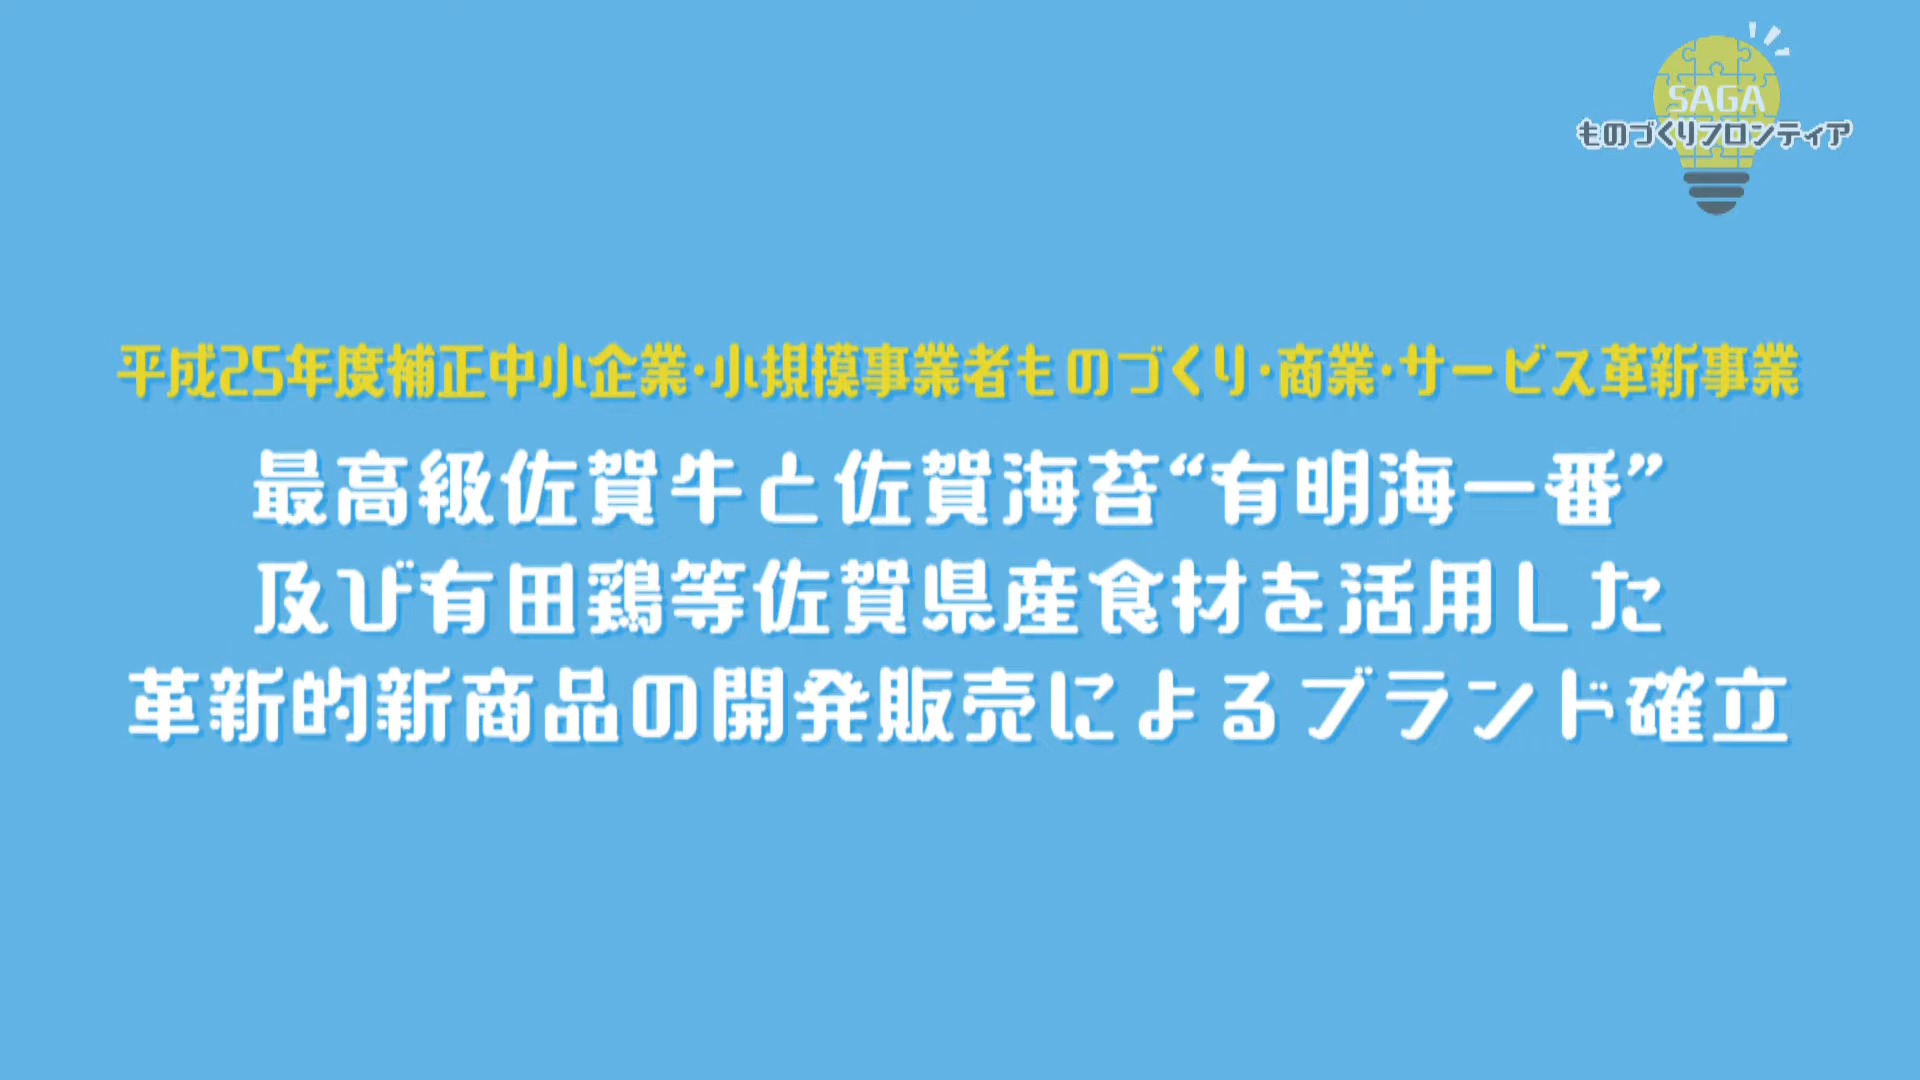 SAGA
ものづくりフロンティア
平成25年度補正中小企業・小規模事業者ものづくり・商業・サービス革新事業
最高級佐賀牛と佐賀海苔“有明海一番”
及び有田鶏等佐賀県産食材を活用した
革新的新商品の開発販売によるブランド確立